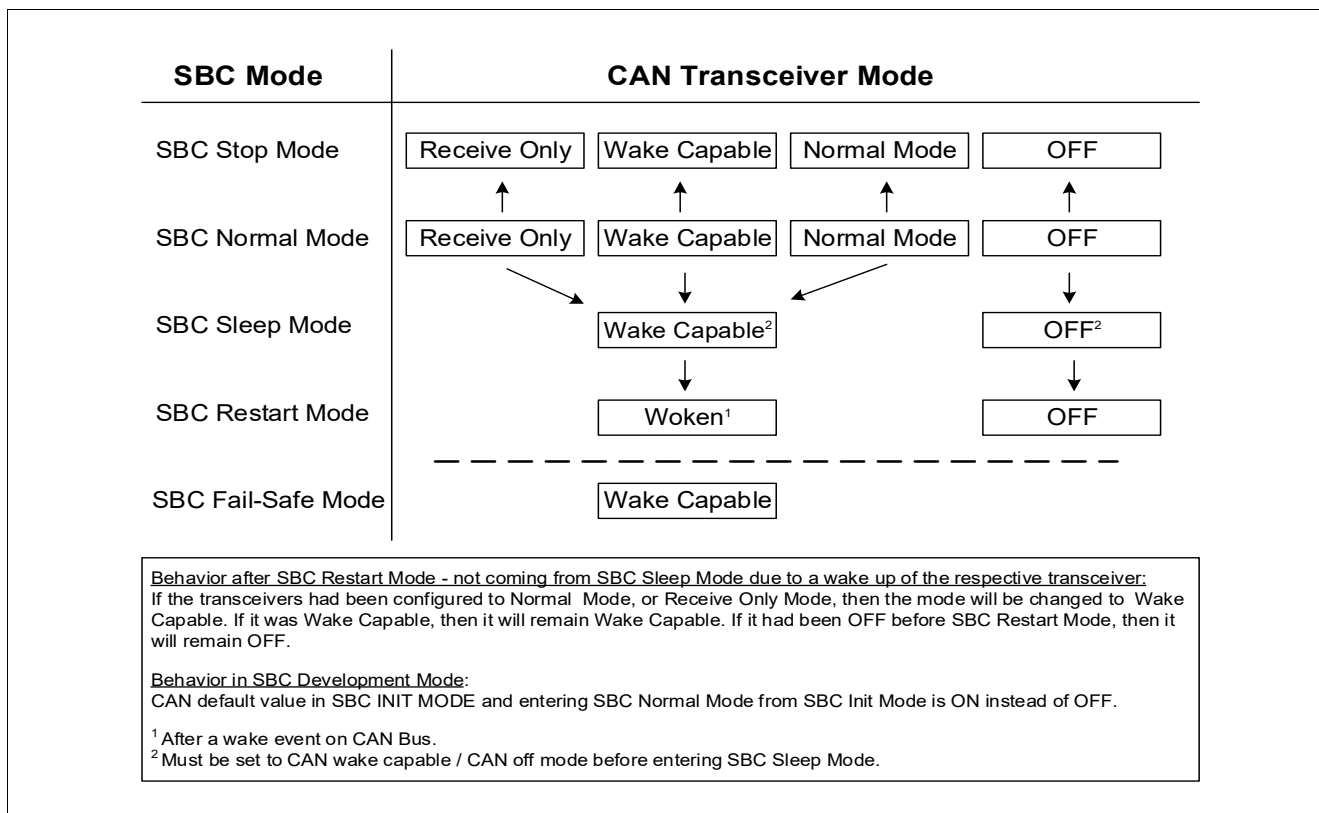 SBC Mode CAN Transceiver Mode
SBC Stop Mode Receive Only Wake Capable Normal Mode OFF
SBC Normal Mode Receive Only Wake Capable Normal Mode OFF
SBC Sleep Mode Wake Capable² OFF²
SBC Restart Mode Woken¹ OFF
SBC Fail-Safe Mode Wake Capable
Behavior after SBC Restart Mode - not coming from SBC Sleep Mode due to a wake up of the respective transceiver:
If the transceivers had been configured to Normal Mode, or Receive Only Mode, then the mode will be changed to Wake
Capable. If it was Wake Capable, then it will remain Wake Capable. If it had been OFF before SBC Restart Mode, then it
will remain OFF.
Behavior in SBC Development Mode:
CAN default value in SBC INIT MODE and entering SBC Normal Mode from SBC Init Mode is ON instead of OFF.
¹ After a wake event on CAN Bus.
² Must be set to CAN wake capable / CAN off mode before entering SBC Sleep Mode.